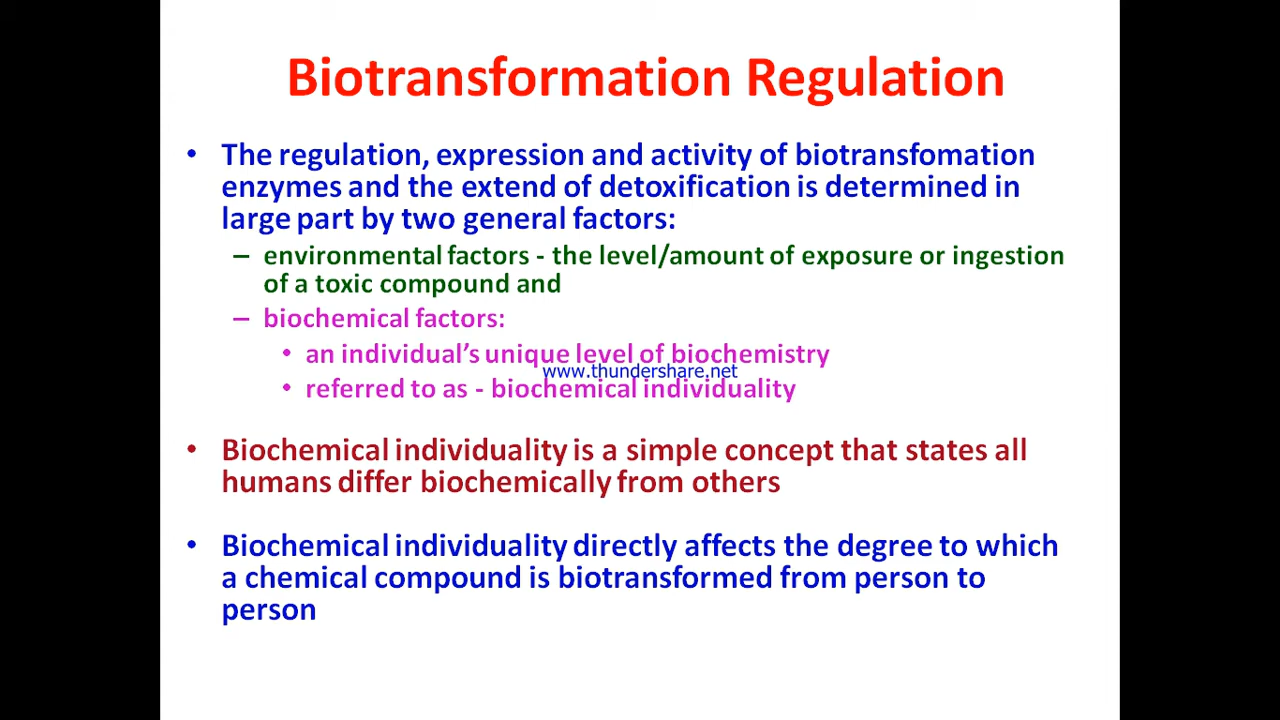 Biotransformation Regulation
• The regulation, expression and activity of biotransfomation
enzymes and the extend of detoxification is determined in
large part by two general factors:
– environmental factors - the level/amount of exposure or ingestion
of a toxic compound and
– biochemical factors:
• an individual's unique level of biochemistry
www.thundershare.net
• referred to as - biochemical individuality
• Biochemical individuality is a simple concept that states all
humans differ biochemically from others
• Biochemical individuality directly affects the degree to which
a chemical compound is biotransformed from person to
person